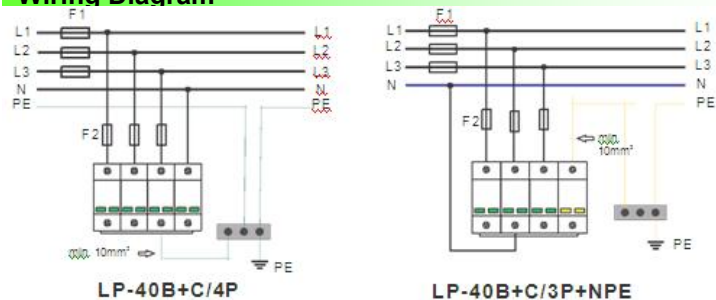 Wiring Diagram
F1
L1
L2
L3
N
PE
L1
L2
L3
N
PE
F2
min. 10mm²
PE
LP-40B+C/4P
F1
L1
L2
L3
N
L1
L2
L3
N
PE
F2
min.
10mm²
PE
LP-40B+C/3P+NPE